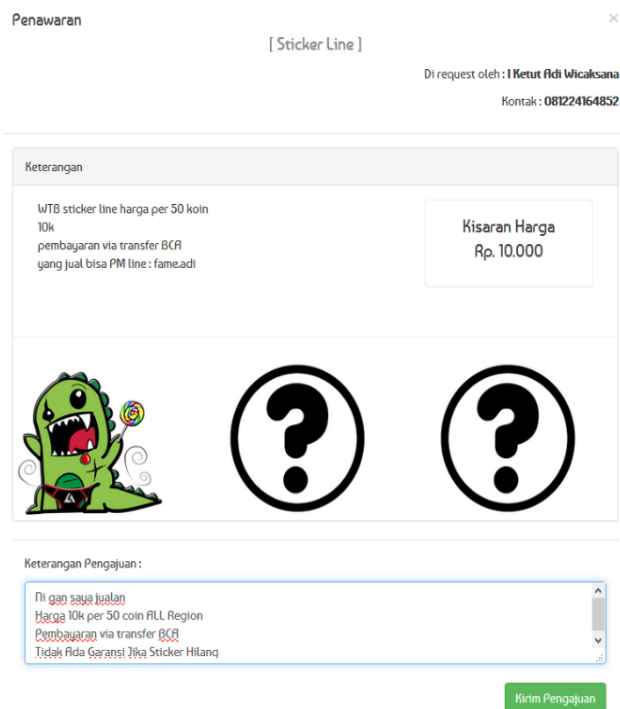 Penawaran
×
[ Sticker Line ]
Di request oleh : I Ketut Adi Wicaksana
Kontak : 081224164852
Keterangan
WTB sticker line harga per 50 koin
10k
pembayaran via transfer BCA
yang jual bisa PM line : fame.adi
Kisaran Harga
Rp. 10.000
Keterangan Pengajuan :
Ni gan saya jualan
Harga 10k per 50 coin ALL Region
Pembayaran via transfer BCA
Tidak Ada Garansi Jika Sticker Hilang
Kirim Pengajuan